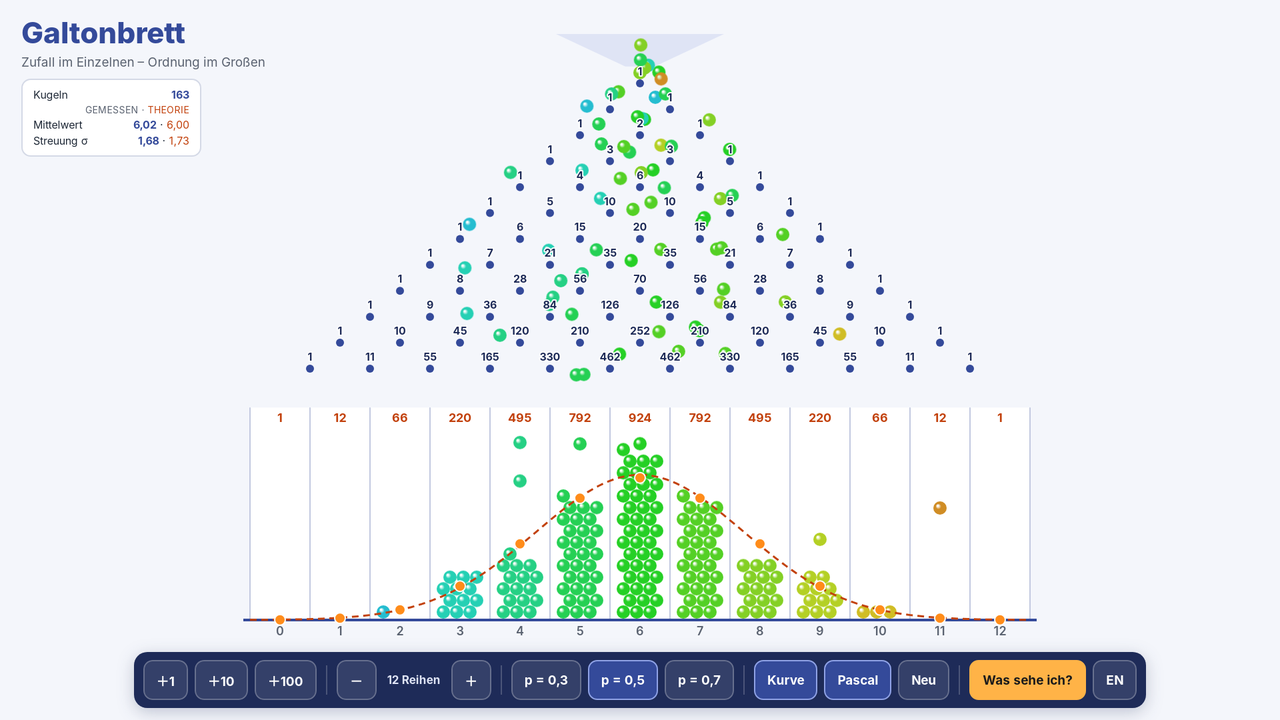 Galtonbrett
Zufall im Einzelnen – Ordnung im Großen
Kugeln 163
GEMESSEN · THEORIE
Mittelwert 6,02 · 6,00
Streuung σ 1,68 · 1,73
1
1 1
1 2 1
1 3 3 1
1 4 6 4 1
1 5 10 10 5 1
1 6 15 20 15 6 1
1 7 21 35 35 21 7 1
1 8 28 56 70 56 28 8 1
1 9 36 84 126 126 84 36 9 1
1 10 45 120 210 252 210 120 45 10 1
1 11 55 165 330 462 462 330 165 55 11 1
1 12 66 220 495 792 924 792 495 220 66 12 1
0 1 2 3 4 5 6 7 8 9 10 11 12
+1 +10 +100 − 12 Reihen + p = 0,3 p = 0,5 p = 0,7 Kurve Pascal Neu Was sehe ich? EN